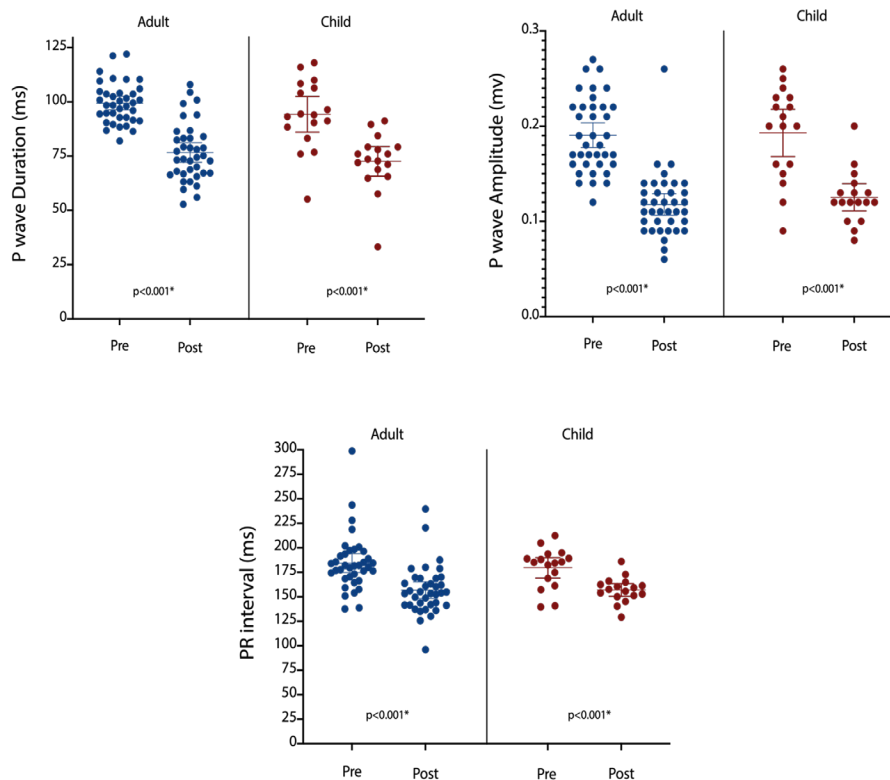 Adult Child
P wave Duration (ms)
125
100
75
50
25
0
p<0.001* p<0.001*
Pre Post Pre Post
Adult Child
P wave Amplitude (mv)
0.3
0.2
0.1
0.0
p<0.001* p<0.001*
Pre Post Pre Post
Adult Child
PR interval (ms)
300
275
250
225
200
175
150
125
100
75
50
25
0
p<0.001* p<0.001*
Pre Post Pre Post